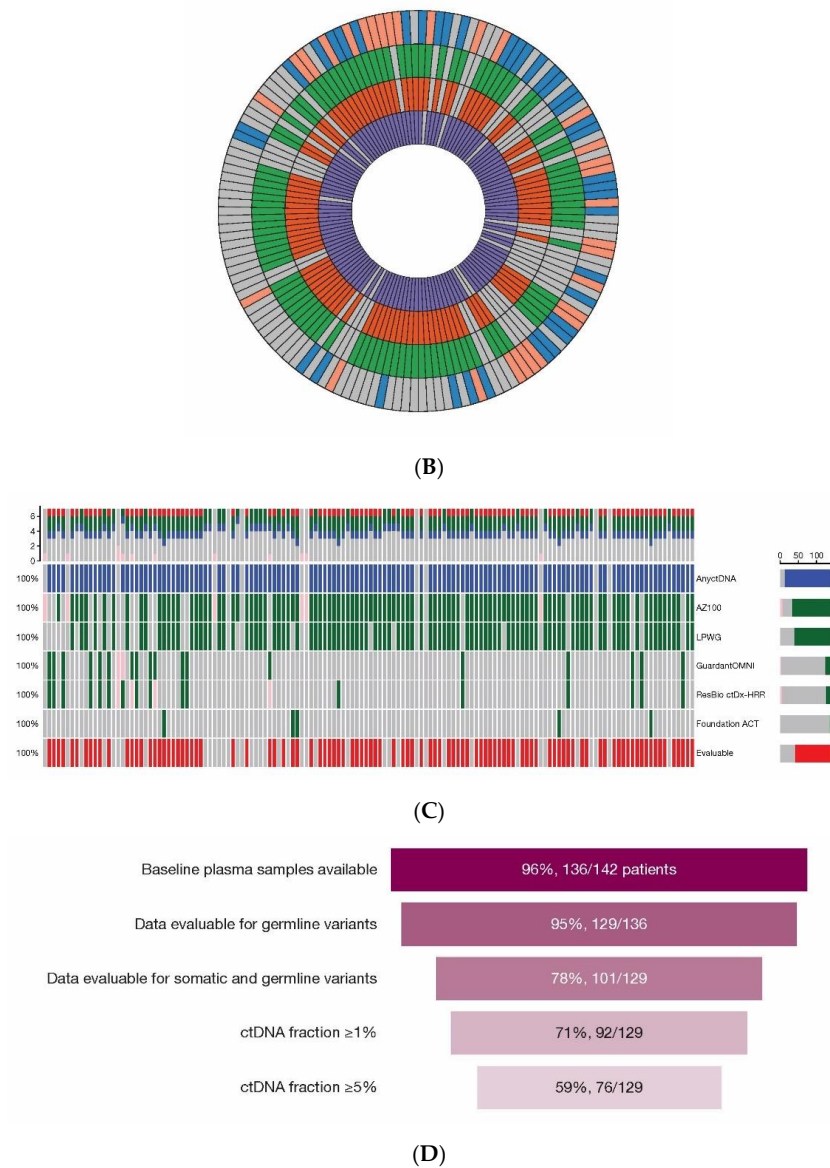 (B)
6
4
2
0
0 50 100
100% AnyctDNA
100% AZ100
100% LPWG
100% GuardantOMNI
100% ResBio ctDx-HRR
100% Foundation ACT
100% Evaluable
(C)
Baseline plasma samples available 96%, 136/142 patients
Data evaluable for germline variants 95%, 129/136
Data evaluable for somatic and germline variants 78%, 101/129
ctDNA fraction ≥1% 71%, 92/129
ctDNA fraction ≥5% 59%, 76/129
(D)